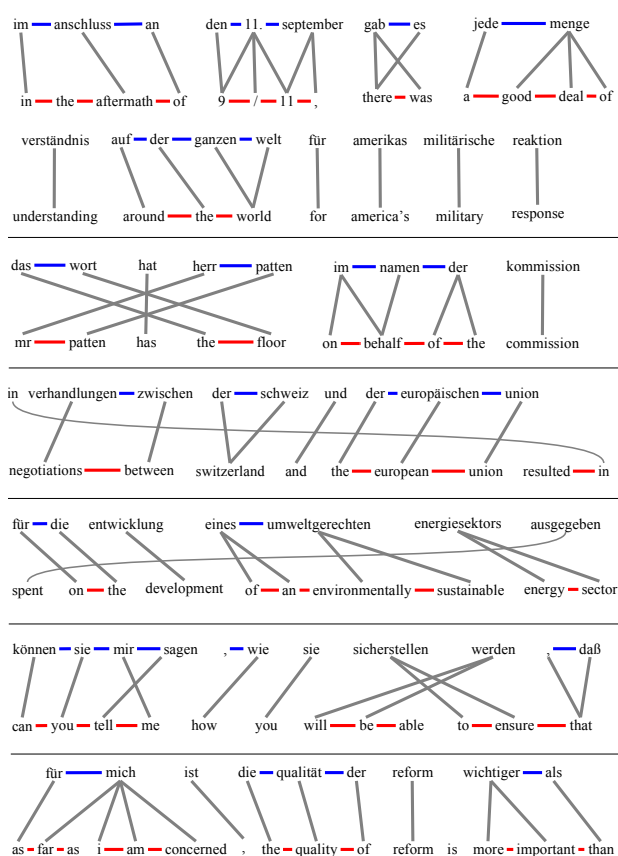 im anschluss an den 11. september gab es jede menge
in the aftermath of 9 / 11 , there was a good deal of
verständnis auf der ganzen welt für amerikas militärische reaktion
understanding around the world for america's military response
das wort hat herr patten im namen der kommission
mr patten has the floor on behalf of the commission
in verhandlungen zwischen der schweiz und der europäischen union
negotiations between switzerland and the european union resulted in
für die entwicklung eines umweltgerechten energiesektors ausgegeben
spent on the development of an environmentally sustainable energy sector
können sie mir sagen , wie sie sicherstellen werden , daß
can you tell me how you will be able to ensure that
für mich ist die qualität der reform wichtiger als
as far as i am concerned , the quality of reform is more important than